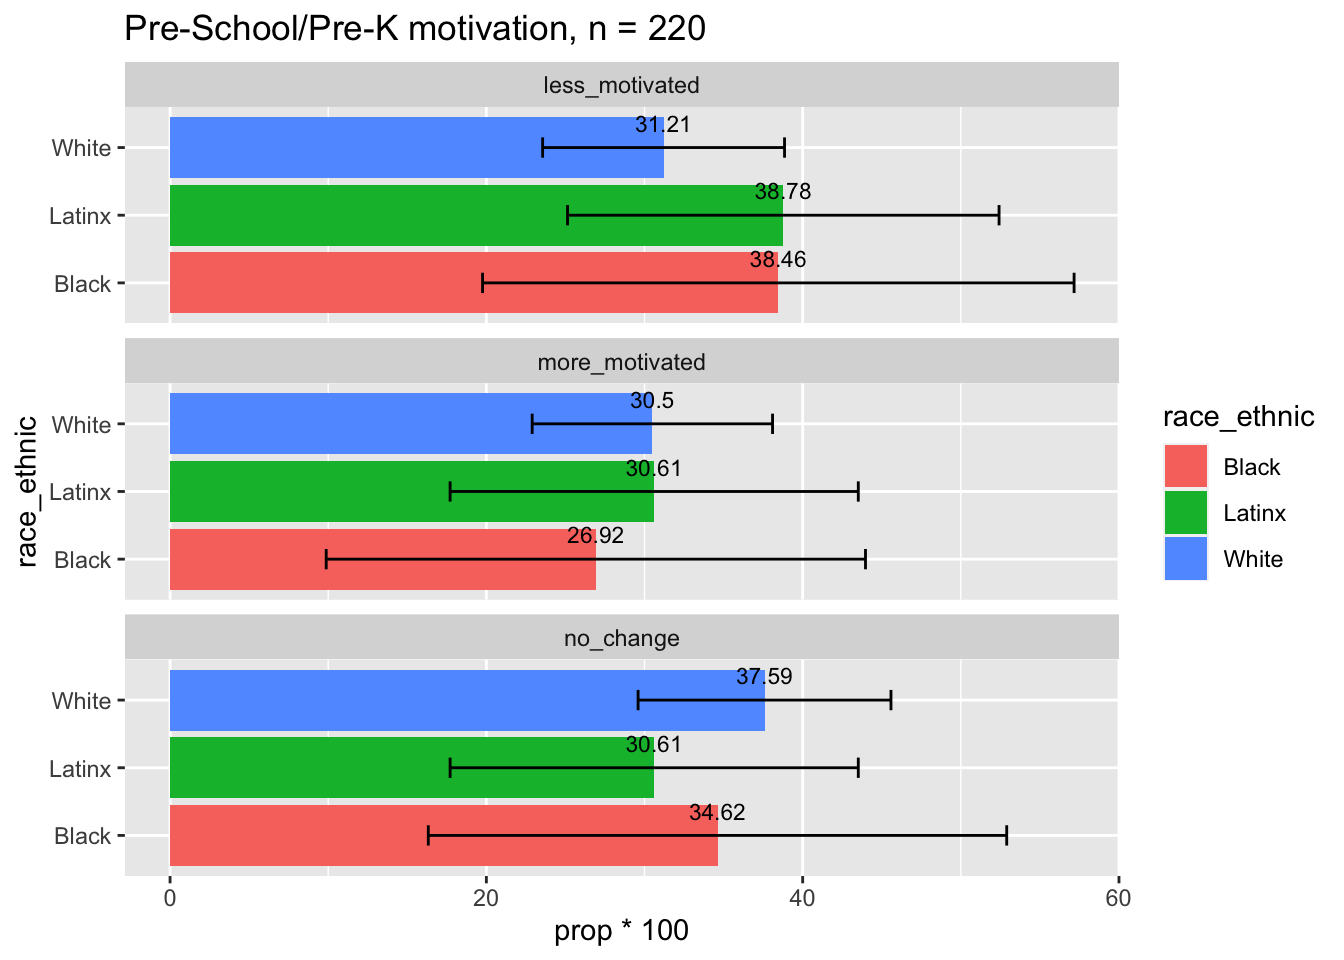 Pre-School/Pre-K motivation, n = 220
less_motivated
White
31.21
Latinx
38.78
Black
38.46
more_motivated
White
30.5
Latinx
30.61
Black
26.92
no_change
White
37.59
Latinx
30.61
Black
34.62
0 20 40 60
prop * 100
race_ethnic
race_ethnic
Black
Latinx
White